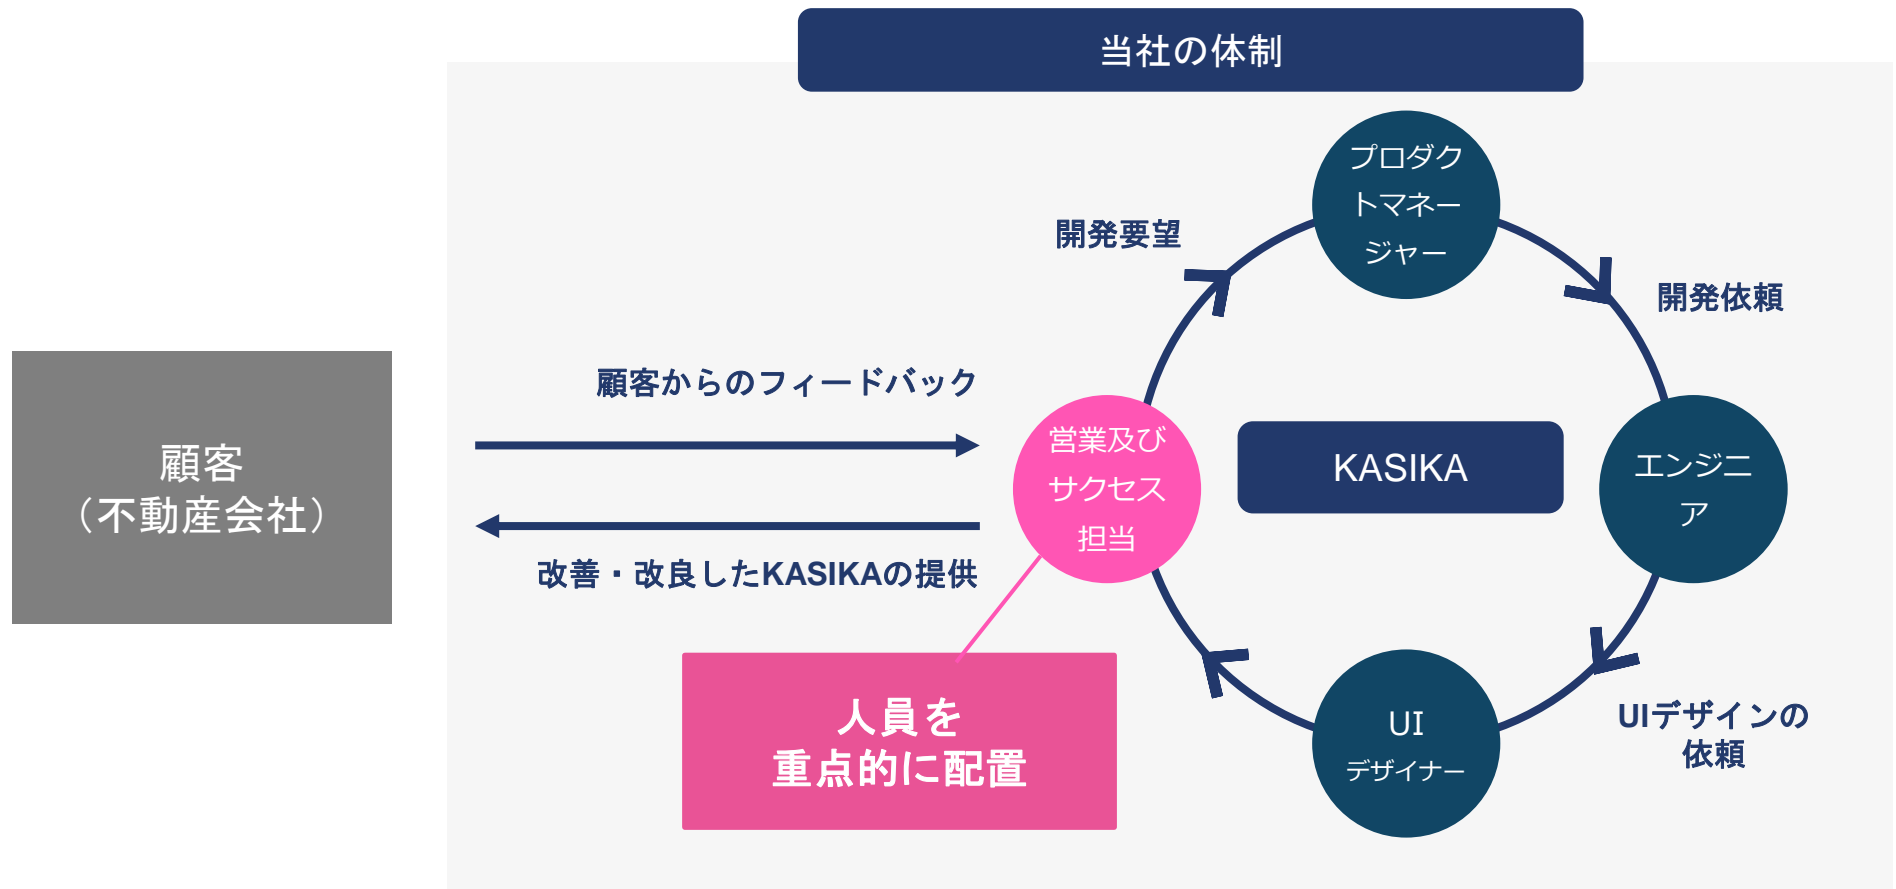 当社の体制
プロダク
トマネー
ジャー
開発要望
開発依頼
顧客からのフィードバック
顧客
（不動産会社）
営業及び
サクセス
担当
KASIKA
エンジニ
ア
改善・改良したKASIKAの提供
人員を
重点的に配置
UI
デザイナー
UIデザインの
依頼